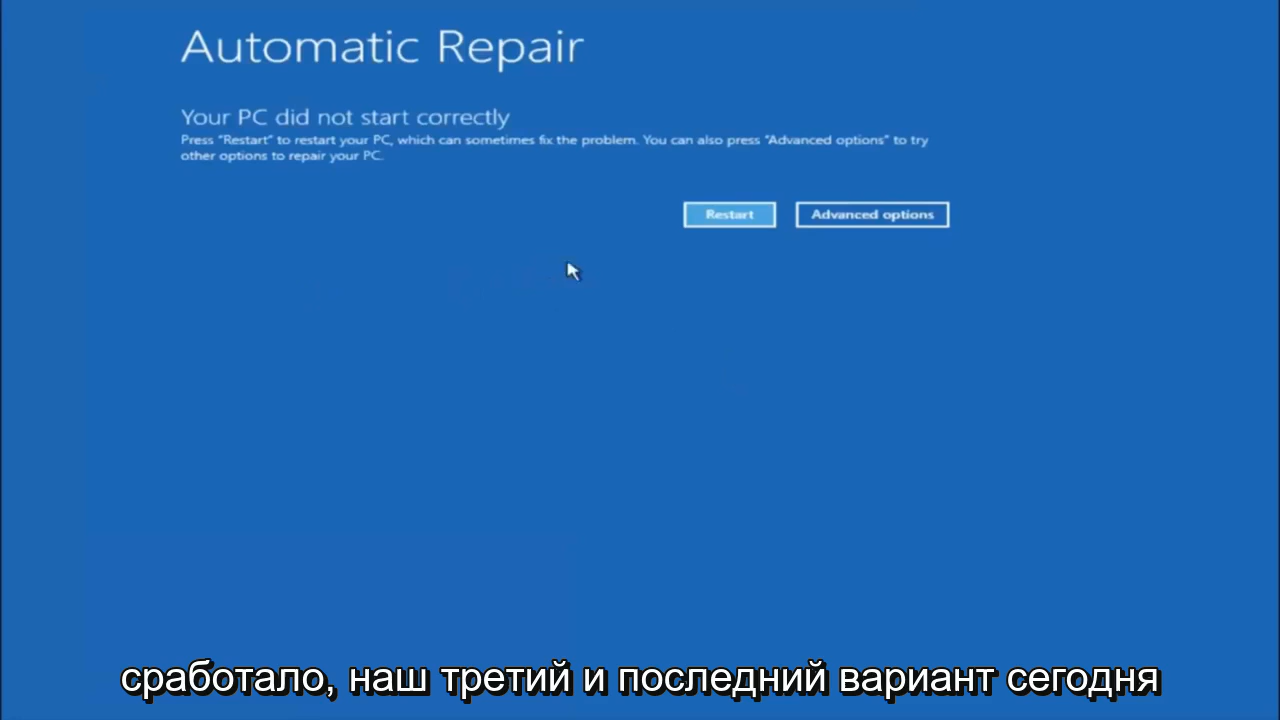 Automatic Repair
Your PC did not start correctly
Press "Restart" to restart your PC, which can sometimes fix the problem. You can also press "Advanced options" to try
other options to repair your PC.
Restart
Advanced options
сработало, наш третий и последний вариант сегодня